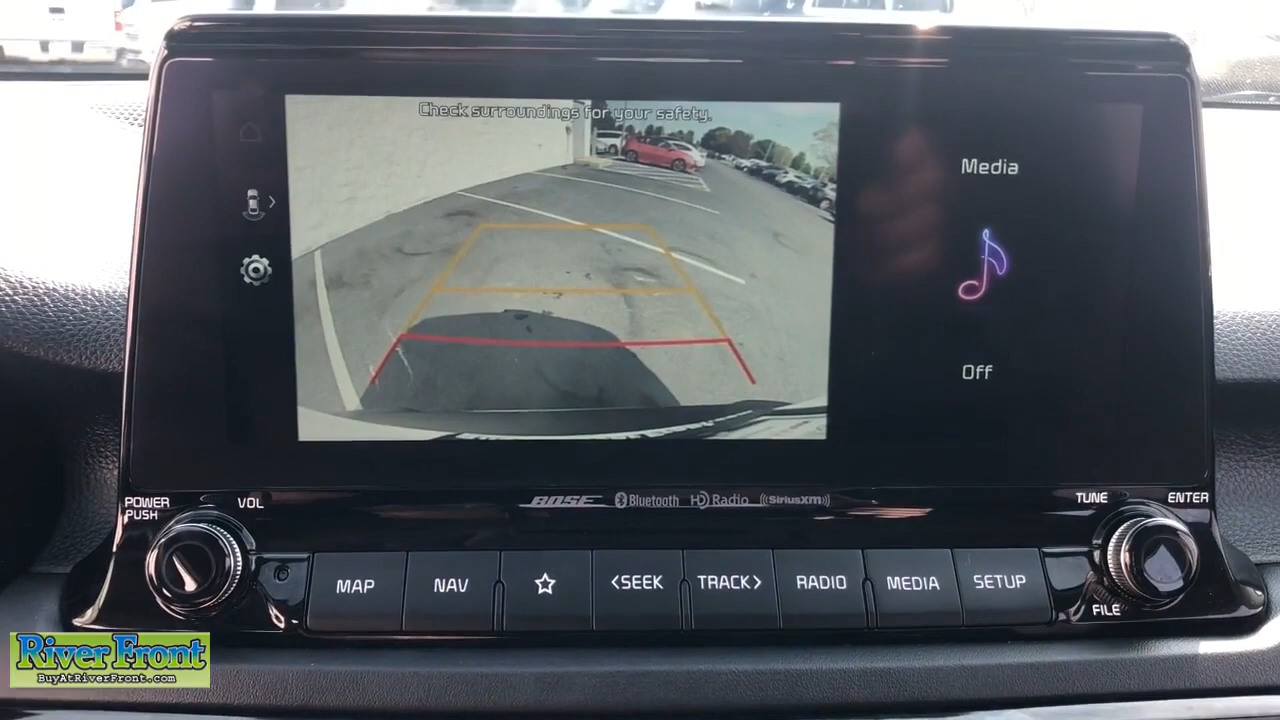 Check surroundings for your safety.
Media
Off
POWER
PUSH
VOL
BOSE Bluetooth HD Radio ((SiriusXM))
TUNE
ENTER
MAP
NAV
<SEEK
TRACK>
RADIO
MEDIA
SETUP
FILE
River Front
BuyAtRiverFront.com